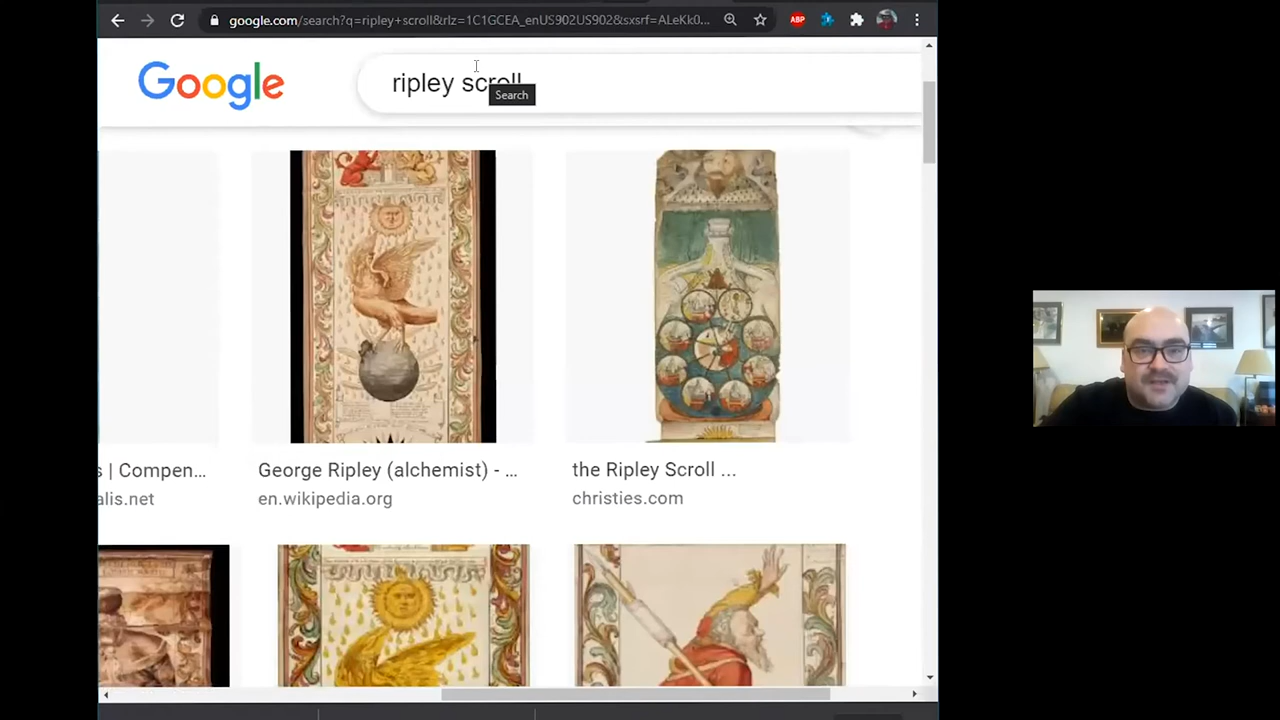 google.com/search?q=ripley+scroll&rlz=1C1GCEA_enUS902US902&sxsrf=ALeKk0...
ABP
Google
ripley scroll
Search
s | Compen...
alis.net
George Ripley (alchemist) - ...
en.wikipedia.org
the Ripley Scroll ...
christies.com